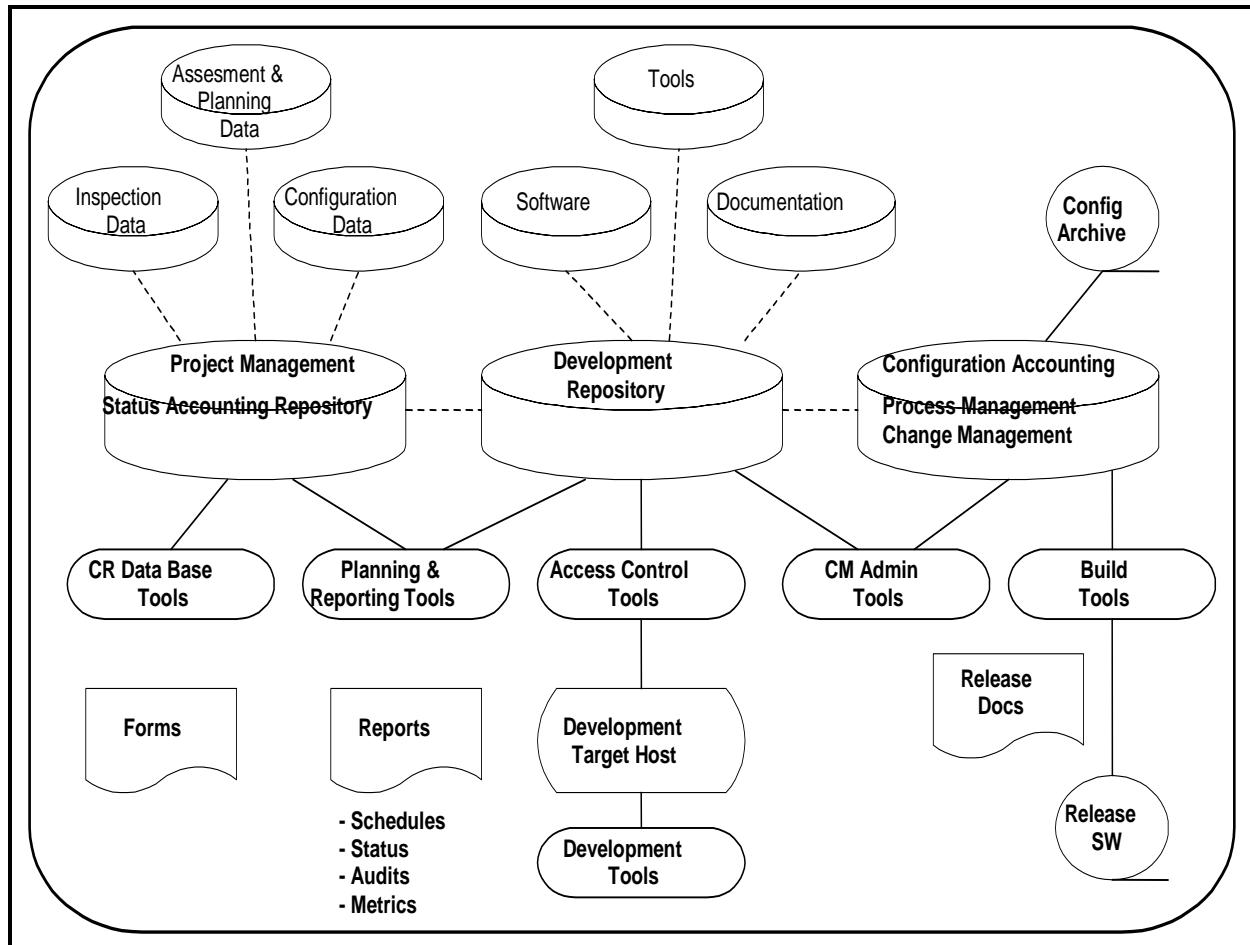 Assesment &
Planning
Data
Tools
Inspection
Data
Configuration
Data
Software
Documentation
Config
Archive
Project Management
Status Accounting Repository
Development
Repository
Configuration Accounting
Process Management
Change Management
CR Data Base
Tools
Planning &
Reporting Tools
Access Control
Tools
CM Admin
Tools
Build
Tools
Forms
Reports
- Schedules
- Status
- Audits
- Metrics
Development
Target Host
Development
Tools
Release
Docs
Release
SW